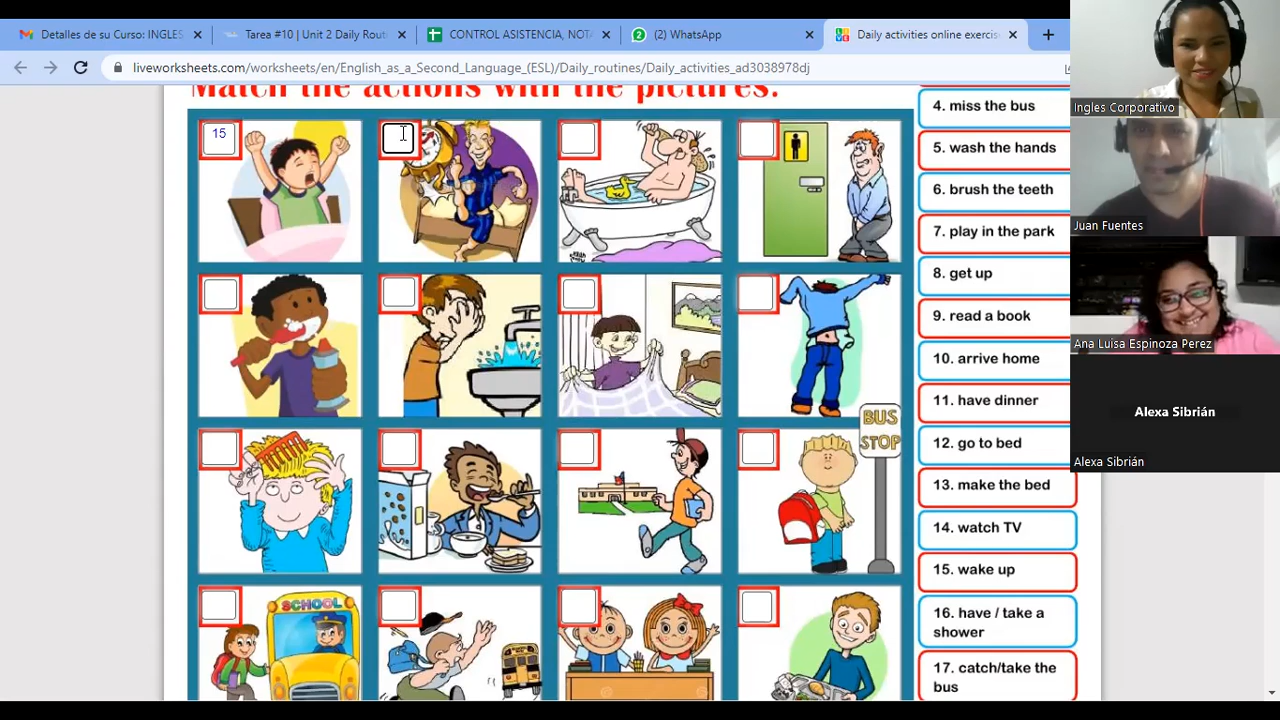 Detalles de su Curso: INGLES
Tarea #10 | Unit 2 Daily Routi
CONTROL ASISTENCIA, NOTA
(2) WhatsApp
Daily activities online exercis
liveworksheets.com/worksheets/en/English_as_a_Second_Language_(ESL)/Daily_routines/Daily_activities_ad3038978dj
Match the actions with the pictures.
15
BUS
STOP
SCHOOL
4. miss the bus
5. wash the hands
6. brush the teeth
7. play in the park
8. get up
9. read a book
10. arrive home
11. have dinner
12. go to bed
13. make the bed
14. watch TV
15. wake up
16. have / take a
shower
17. catch/take the
bus
Ingles Corporativo
Juan Fuentes
Ana Luisa Espinoza Perez
Alexa Sibrián
Alexa Sibrián